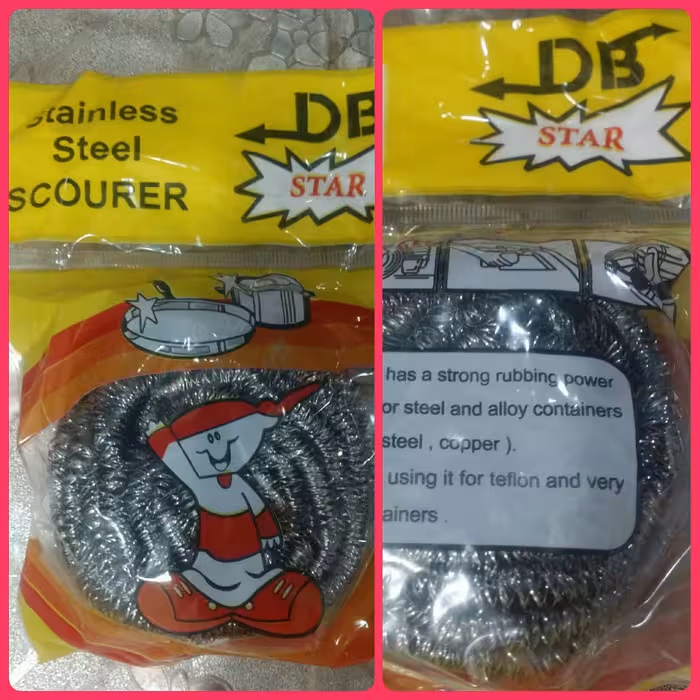 Stainless
Steel
SCOURER
DB
STAR
DB
STAR
has a strong rubbing power
or steel and alloy containers
steel , copper ).
using it for teflon and very
ainers .